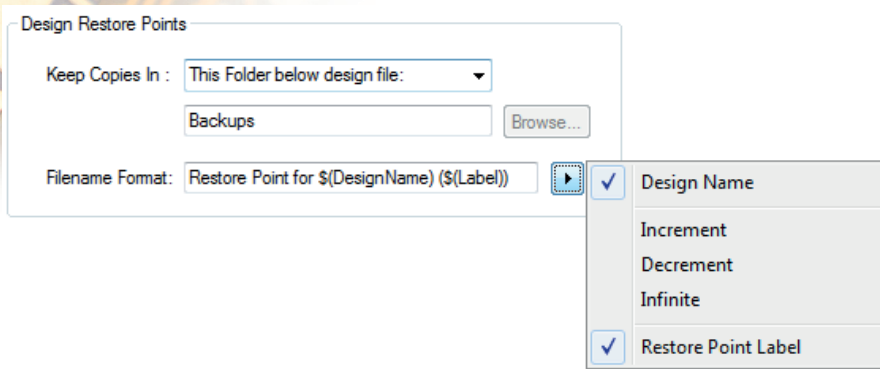 Design Restore Points
Keep Copies In : This Folder below design file:
Backups Browse...
Filename Format: Restore Point for $(DesignName) ($(Label))
Design Name
Increment
Decrement
Infinite
Restore Point Label